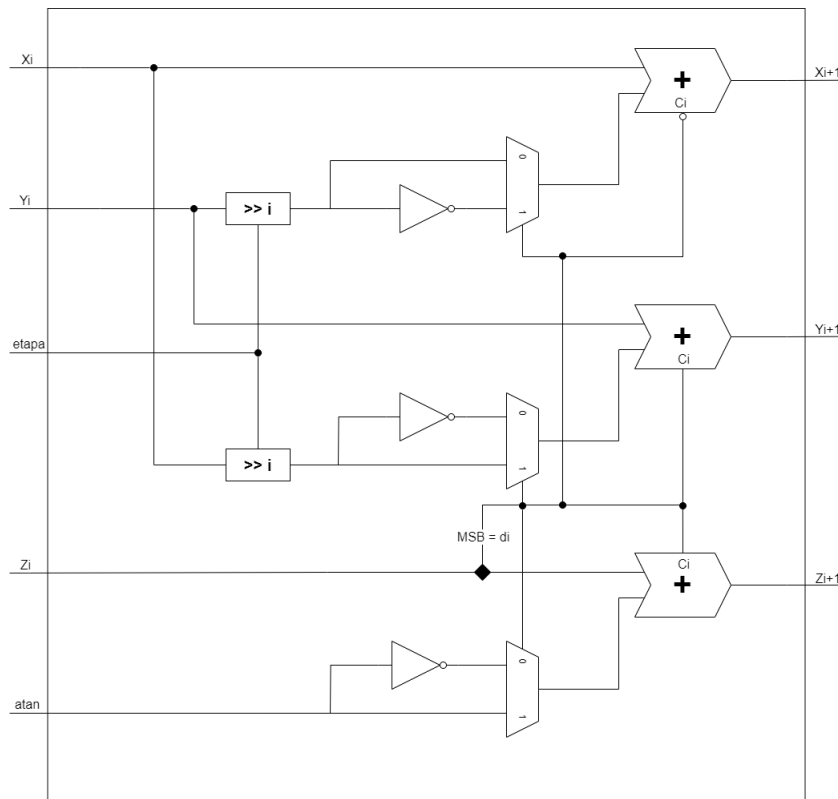 Xi
+
Ci
Xi+1
0
1
Yi
>> i
+
Ci
Yi+1
etapa
0
1
>> i
MSB = di
Zi
Ci
+
Zi+1
0
1
atan